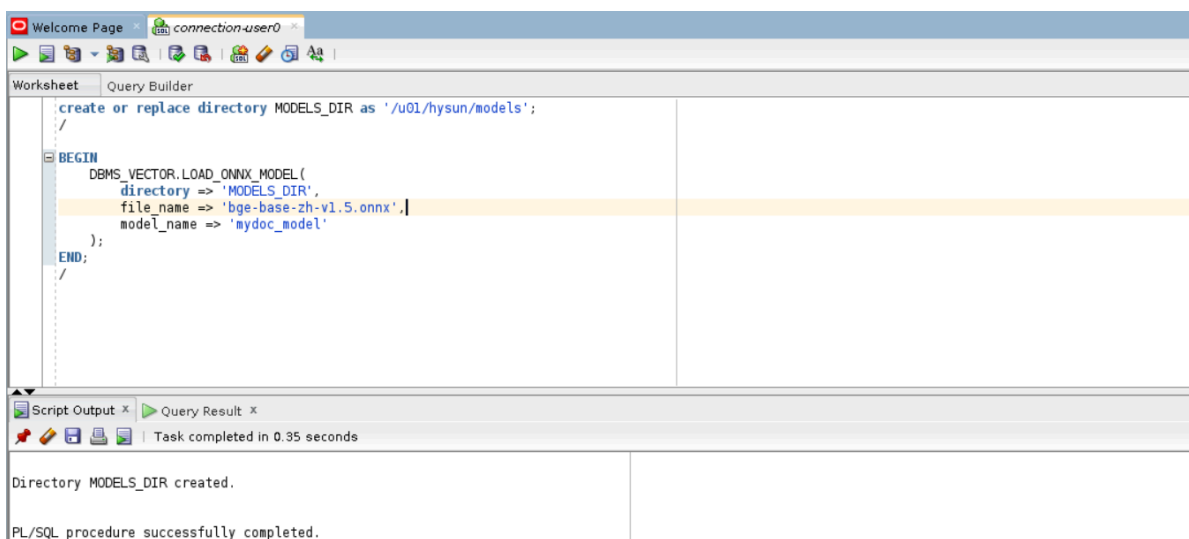 Welcome Page
connection-user0
Worksheet
Query Builder
create or replace directory MODELS_DIR as '/u01/hysun/models';
/
BEGIN
DBMS_VECTOR.LOAD_ONNX_MODEL(
directory => 'MODELS_DIR',
file_name => 'bge-base-zh-v1.5.onnx',
model_name => 'mydoc_model'
);
END;
/
Script Output x
Query Result x
Task completed in 0.35 seconds
Directory MODELS_DIR created.
PL/SQL procedure successfully completed.